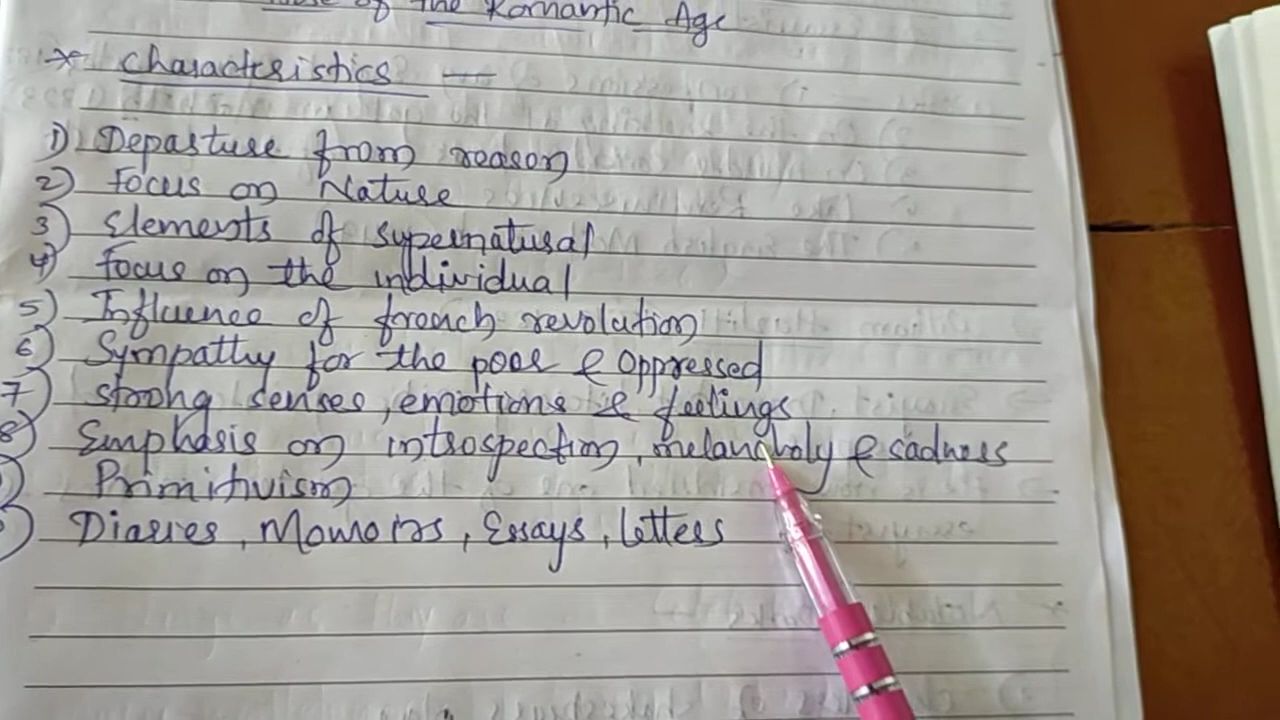 of the Romantic Age
* Characteristics
1) Departure from reason
2) Focus on Nature
3) Elements of supernatural
4) Focus on the individual
5) Influence of french revolution
6) Sympathy for the poor & Oppressed
7) strong senses, emotions & feelings
8) Emphasis on introspection, melancholy & sadness
) Primitivism
) Diaries, Memoirs, Essays, letters